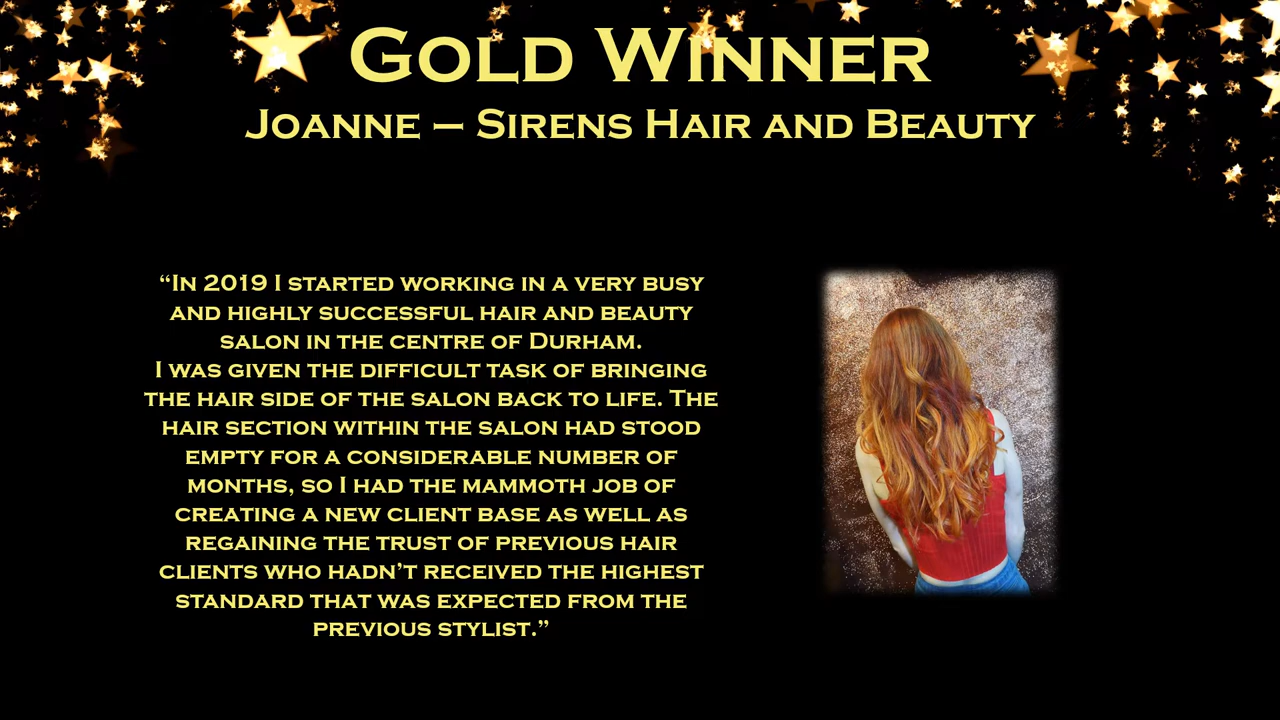 Gold Winner
Joanne – Sirens Hair and Beauty
“In 2019 I started working in a very busy
and highly successful hair and beauty
salon in the centre of Durham.
I was given the difficult task of bringing
the hair side of the salon back to life. The
hair section within the salon had stood
empty for a considerable number of
months, so I had the mammoth job of
creating a new client base as well as
regaining the trust of previous hair
clients who hadn’t received the highest
standard that was expected from the
previous stylist.”